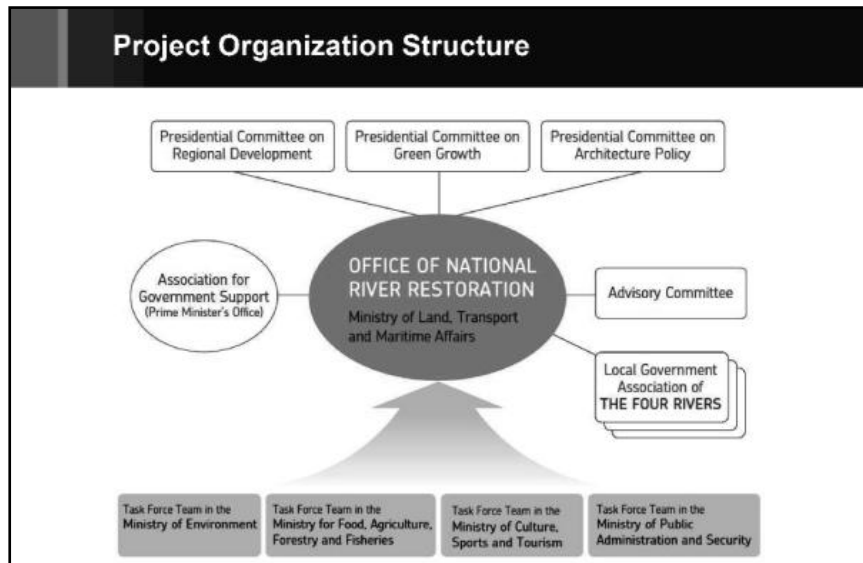 Project Organization Structure
Presidential Committee on
Regional Development
Presidential Committee on
Green Growth
Presidential Committee on
Architecture Policy
Association for
Government Support
(Prime Minister's Office)
OFFICE OF NATIONAL
RIVER RESTORATION
Ministry of Land, Transport
and Maritime Affairs
Advisory Committee
Local Government
Association of
THE FOUR RIVERS
Task Force Team in the
Ministry of Environment
Task Force Team in the
Ministry for Food, Agriculture,
Forestry and Fisheries
Task Force Team in the
Ministry of Culture,
Sports and Tourism
Task Force Team in the
Ministry of Public
Administration and Security